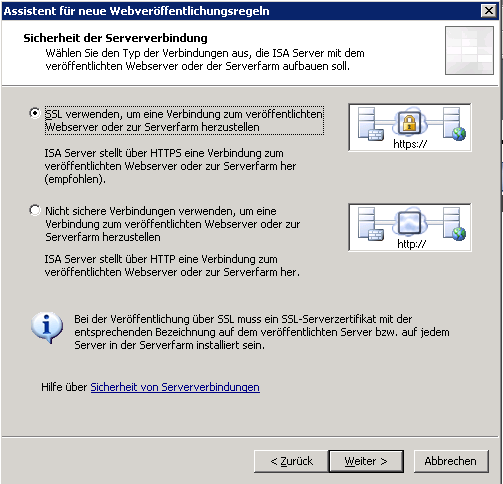 Assistent für neue Webveröffentlichungsregeln
Sicherheit der Serververbindung
Wählen Sie den Typ der Verbindungen aus, die ISA Server mit dem
veröffentlichten Webserver oder der Serverfarm aufbauen soll.
SSL verwenden, um eine Verbindung zum veröffentlichten
Webserver oder zur Serverfarm herzustellen
https://
ISA Server stellt über HTTPS eine Verbindung zum
veröffentlichten Webserver oder zur Serverfarm her
(empfohlen).
Nicht sichere Verbindungen verwenden, um eine
Verbindung zum veröffentlichten Webserver oder zur
Serverfarm herzustellen
http://
ISA Server stellt über HTTP eine Verbindung zum
veröffentlichten Webserver oder zur Serverfarm her.
Bei der Veröffentlichung über SSL muss ein SSL-Serverzertifikat mit der
entsprechenden Bezeichnung auf dem veröffentlichten Server bzw. auf jedem
Server in der Serverfarm installiert sein.
Hilfe über Sicherheit von Serververbindungen
< Zurück
Weiter >
Abbrechen